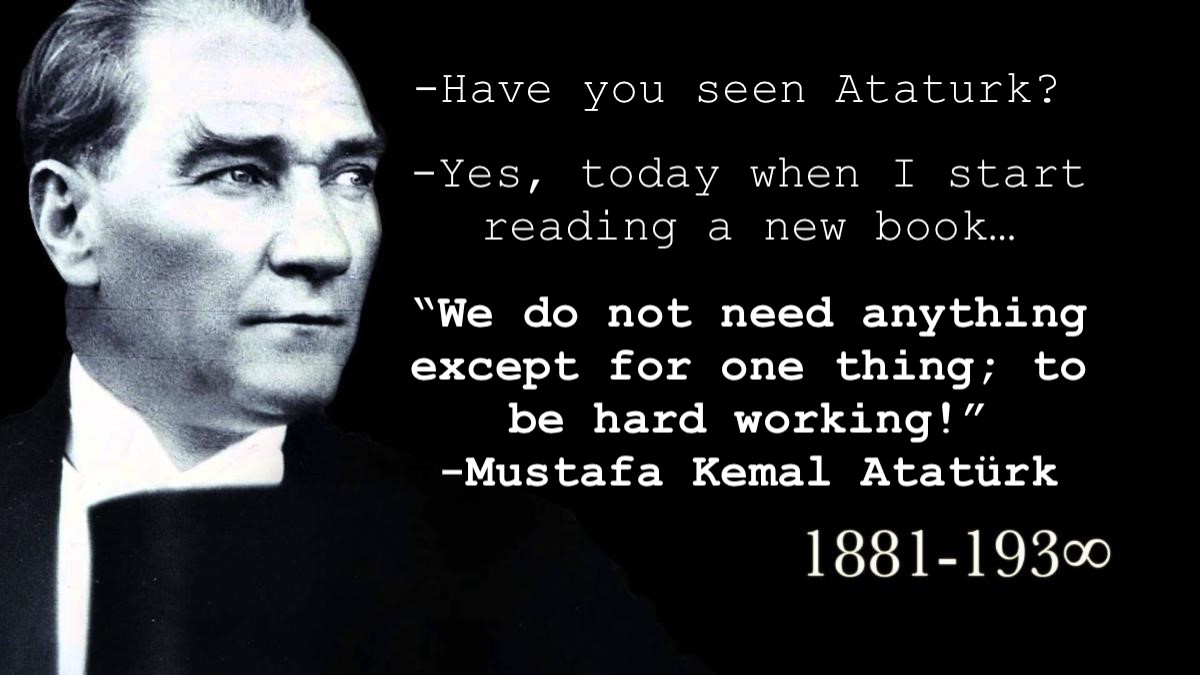 -Have you seen Ataturk?
-Yes, today when I start
reading a new book…
“We do not need anything
except for one thing; to
be hard working!”
-Mustafa Kemal Atatürk
1881-193∞